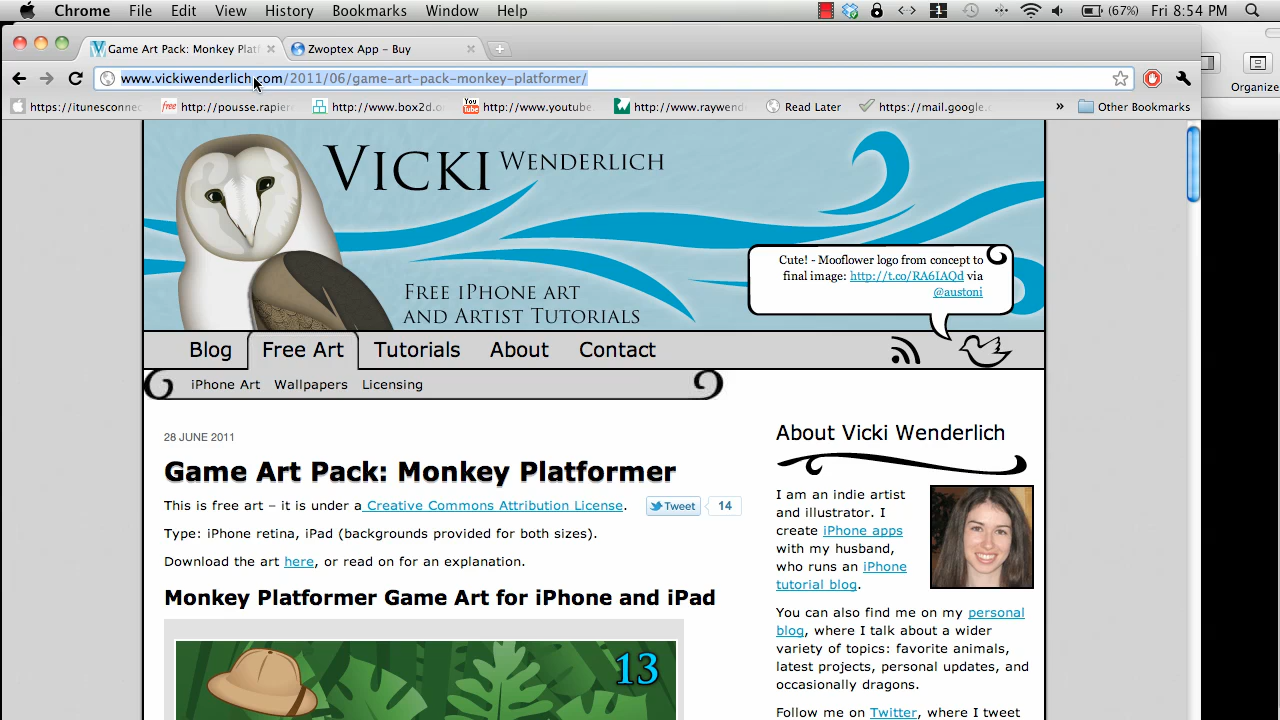 Chrome File Edit View History Bookmarks Window Help 1 (67%) Fri 8:54 PM
Game Art Pack: Monkey Platf Zwoptex App - Buy
www.vickiwenderlich.com/2011/06/game-art-pack-monkey-platformer/
Organize
https://itunesconnec free http://pousse.rapier http://www.box2d.o You Tube http://www.youtube. http://www.raywend Read Later https://mail.google.c » Other Bookmarks
VICKI WENDERLICH
Cute! - Mooflower logo from concept to
final image: http://t.co/RA6IAQd via
@austoni
FREE IPHONE ART
AND ARTIST TUTORIALS
Blog Free Art Tutorials About Contact
iPhone Art Wallpapers Licensing
28 JUNE 2011
Game Art Pack: Monkey Platformer
This is free art – it is under a Creative Commons Attribution License. Tweet 14
Type: iPhone retina, iPad (backgrounds provided for both sizes).
Download the art here, or read on for an explanation.
Monkey Platformer Game Art for iPhone and iPad
13
About Vicki Wenderlich
I am an indie artist
and illustrator. I
create iPhone apps
with my husband,
who runs an iPhone
tutorial blog.
You can also find me on my personal
blog, where I talk about a wider
variety of topics: favorite animals,
latest projects, personal updates, and
occasionally dragons.
Follow me on Twitter, where I tweet